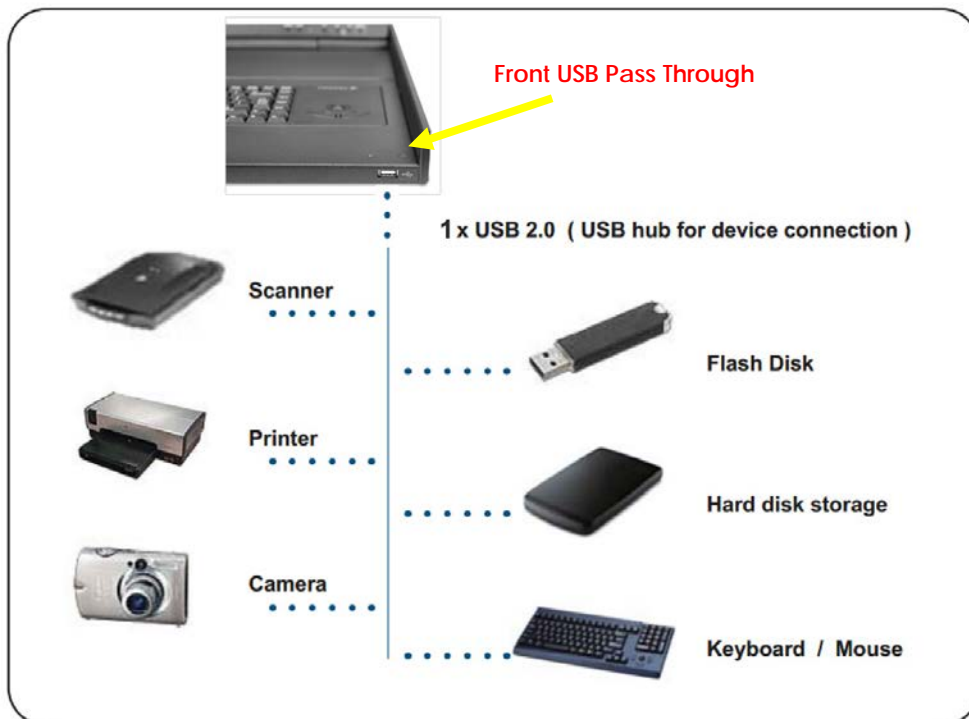 Front USB Pass Through
1 x USB 2.0 ( USB hub for device connection )
Scanner
Flash Disk
Printer
Hard disk storage
Camera
Keyboard / Mouse